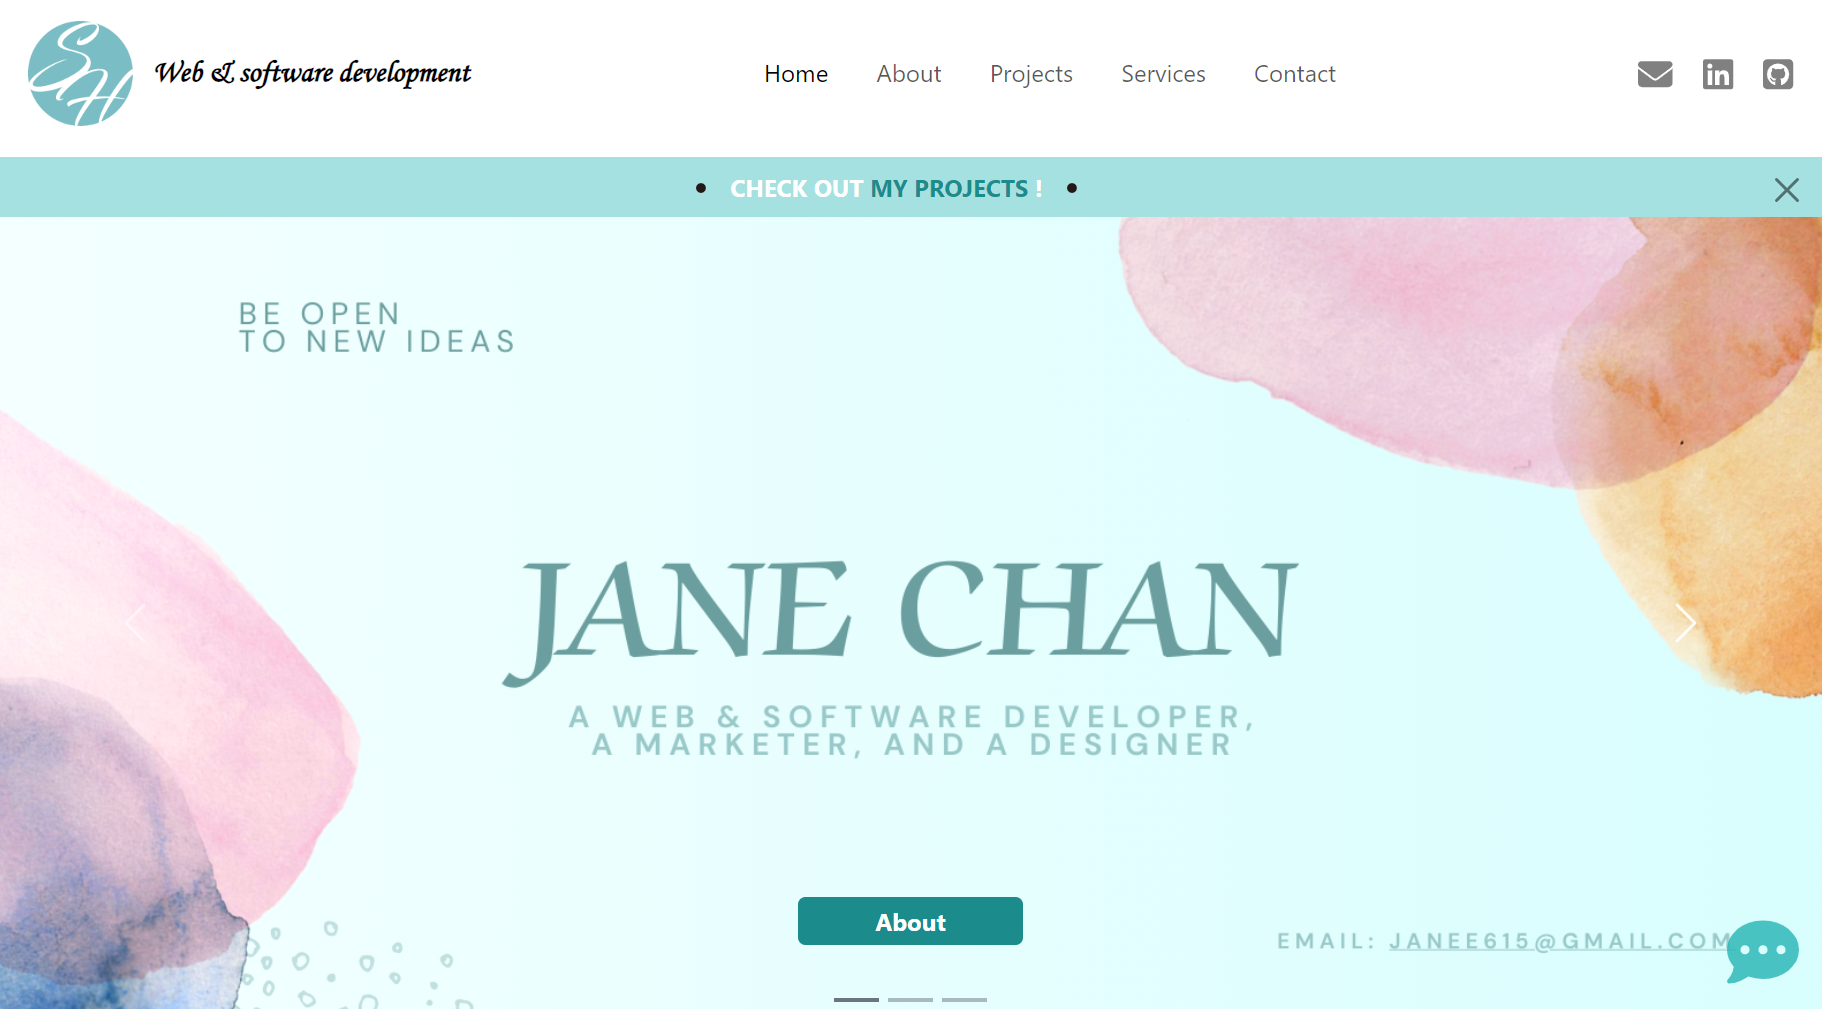 SH
Web & software development
Home About Projects Services Contact
CHECK OUT MY PROJECTS !
BE OPEN
TO NEW IDEAS
JANE CHAN
A WEB & SOFTWARE DEVELOPER,
A MARKETER, AND A DESIGNER
About
EMAIL: JANEE615@GMAIL.COM